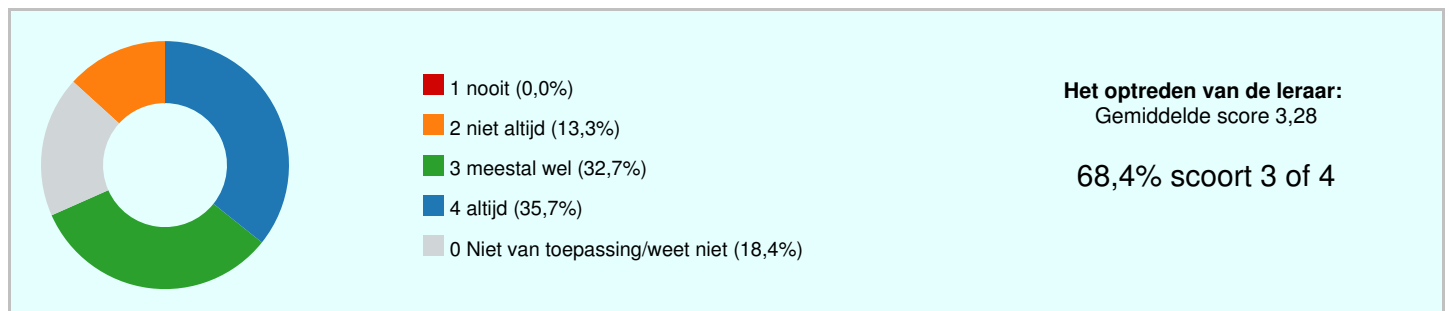 1 nooit (0,0%)
2 niet altijd (13,3%)
3 meestal wel (32,7%)
4 altijd (35,7%)
0 Niet van toepassing/weet niet (18,4%)
Het optreden van de leraar:
Gemiddelde score 3,28
68,4% scoort 3 of 4